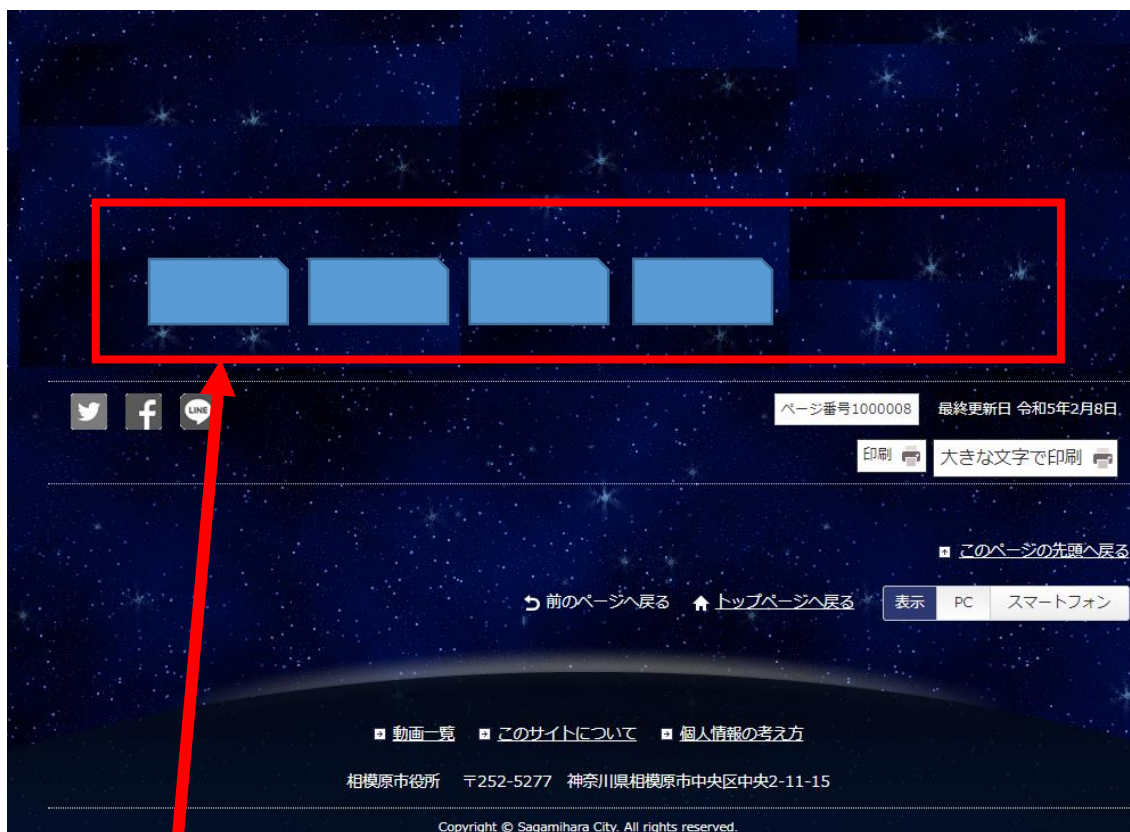 LINE
ページ番号1000008 最終更新日 令和5年2月8日
印刷 大きな文字で印刷
このページの先頭へ戻る
前のページへ戻る トップページへ戻る 表示 PC スマートフォン
動画一覧 このサイトについて 個人情報の考え方
相模原市役所 〒252-5277 神奈川県相模原市中央区中央2-11-15
Copyright © Sagamihara City. All rights reserved.